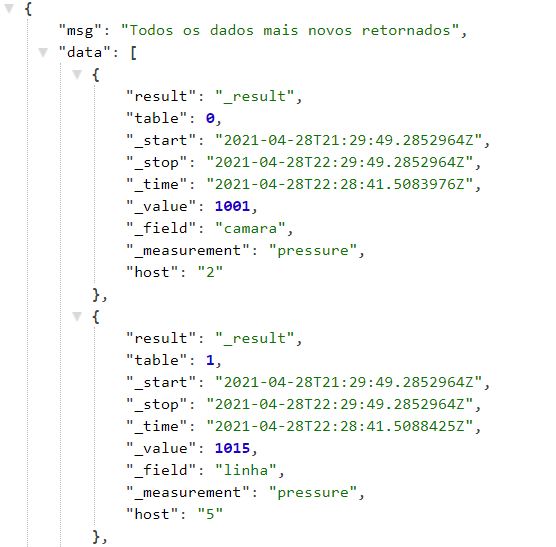 {
"msg": "Todos os dados mais novos retornados",
"data": [
{
"result": "_result",
"table": 0,
"_start": "2021-04-28T21:29:49.2852964Z",
"_stop": "2021-04-28T22:29:49.2852964Z",
"_time": "2021-04-28T22:28:41.5083976Z",
"_value": 1001,
"_field": "camara",
"_measurement": "pressure",
"host": "2"
},
{
"result": "_result",
"table": 1,
"_start": "2021-04-28T21:29:49.2852964Z",
"_stop": "2021-04-28T22:29:49.2852964Z",
"_time": "2021-04-28T22:28:41.5088425Z",
"_value": 1015,
"_field": "linha",
"_measurement": "pressure",
"host": "5"
},